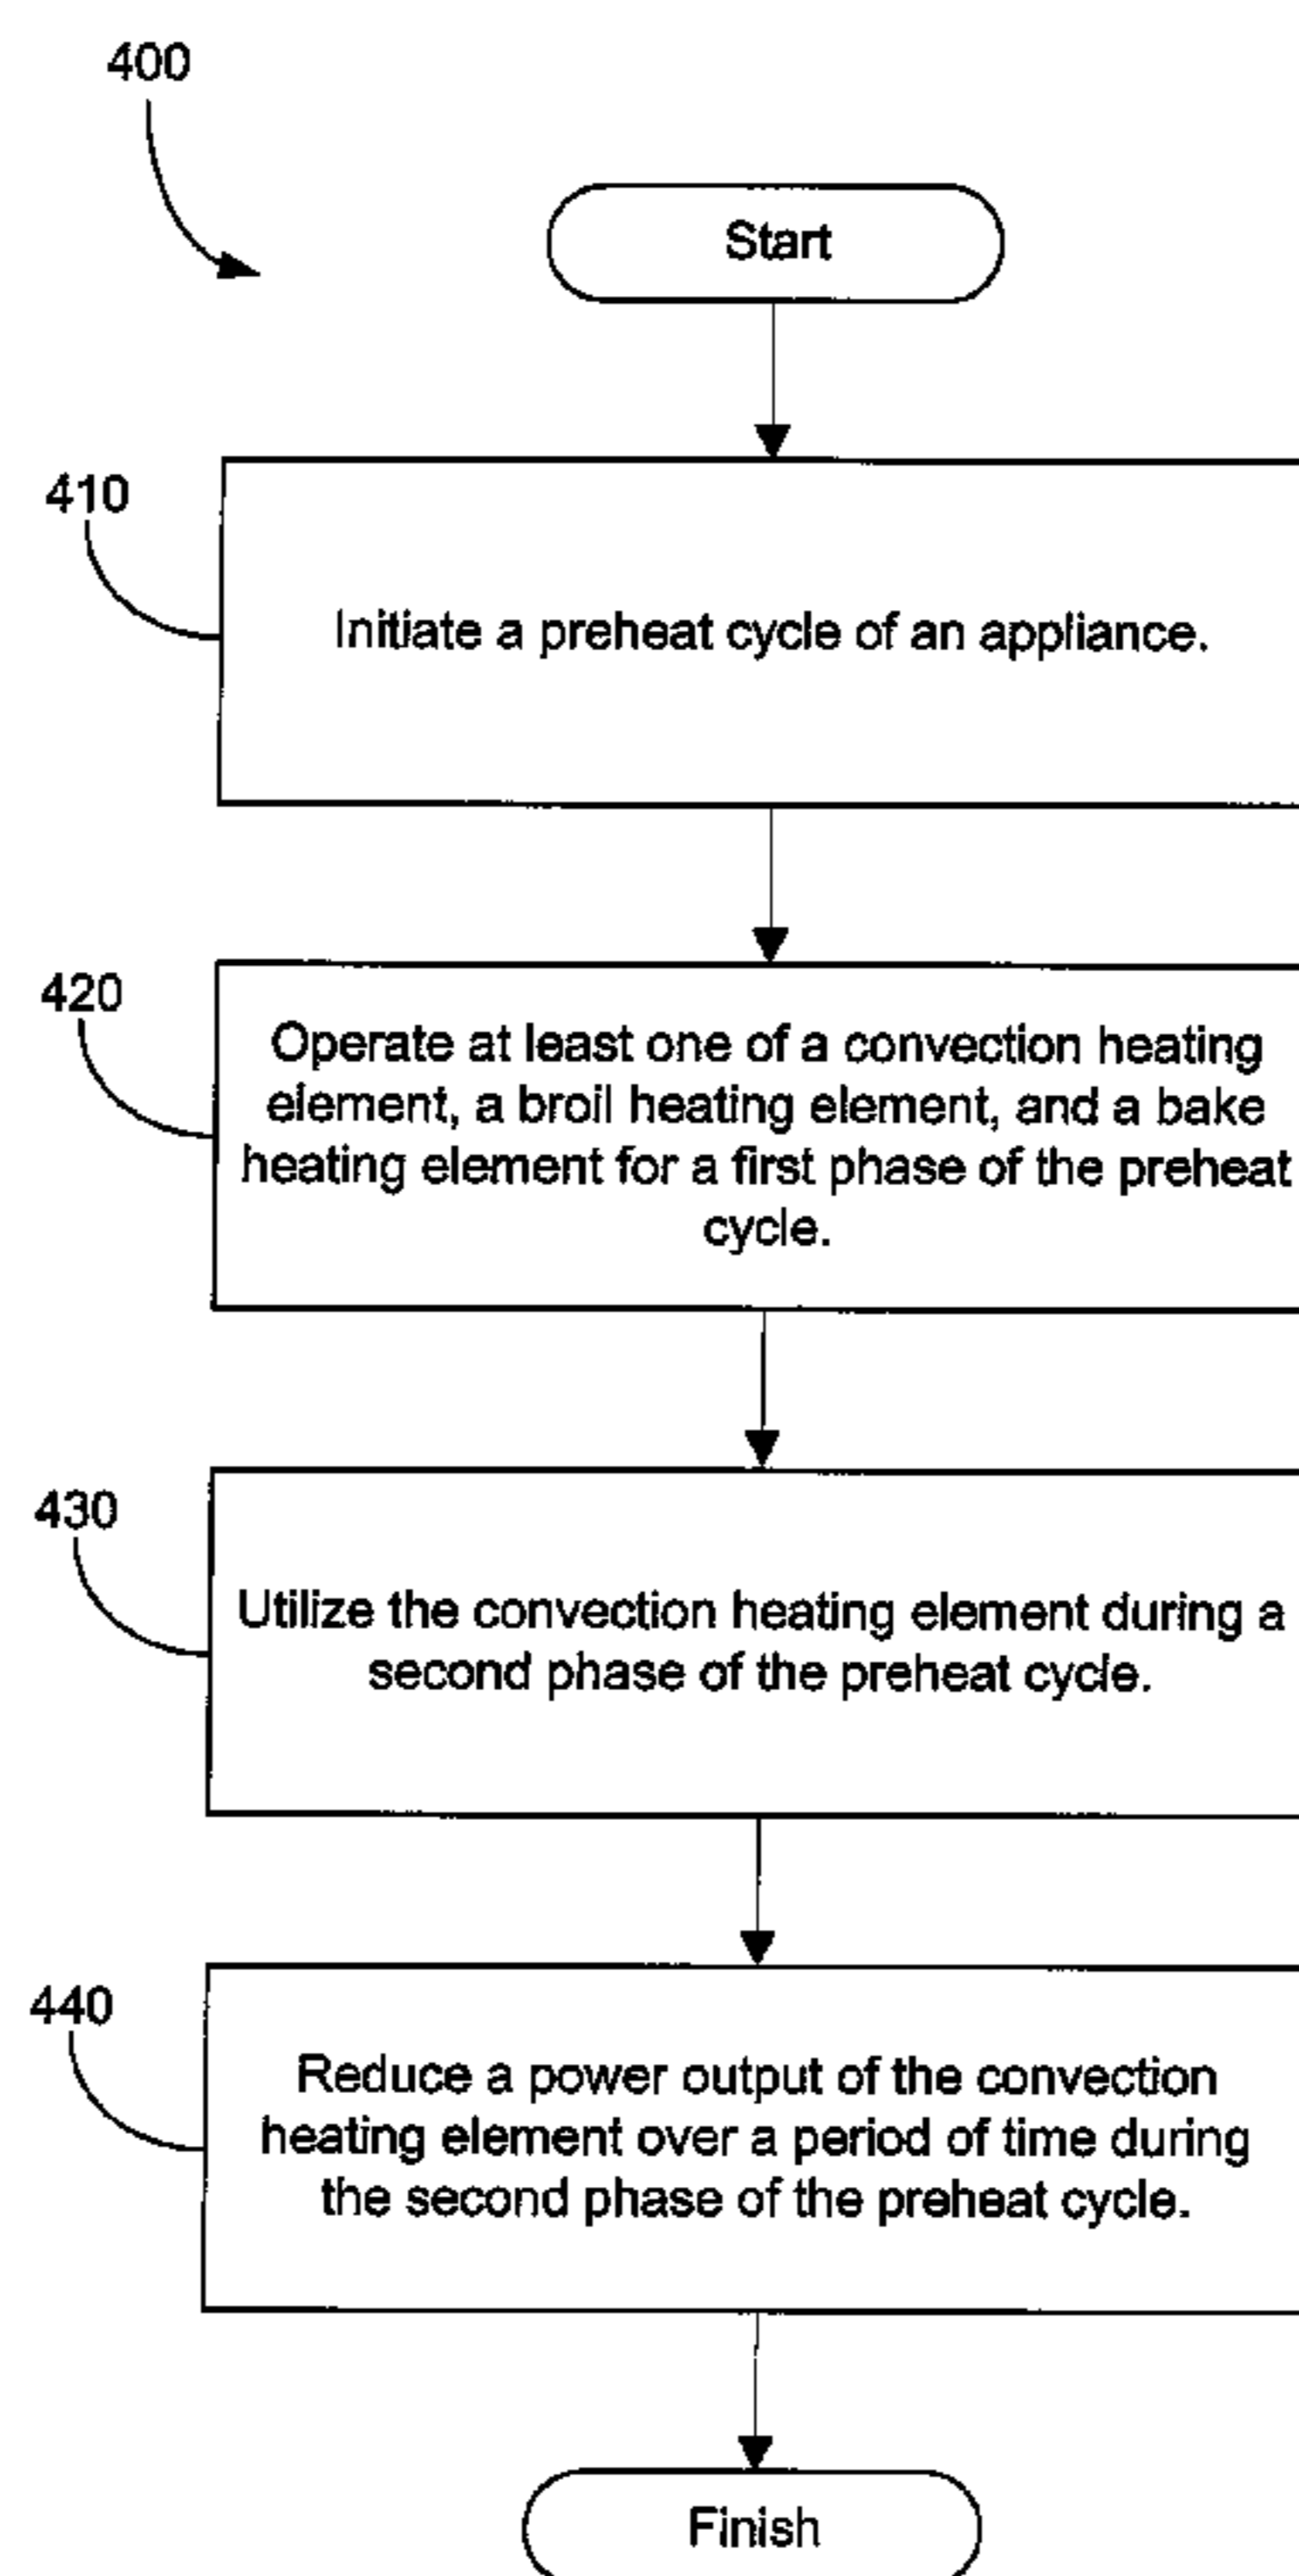 400
Start
410
Initiate a preheat cycle of an appliance.
420
Operate at least one of a convection heating
element, a broil heating element, and a bake
heating element for a first phase of the preheat
cycle.
430
Utilize the convection heating element during a
second phase of the preheat cycle.
440
Reduce a power output of the convection
heating element over a period of time during
the second phase of the preheat cycle.
Finish